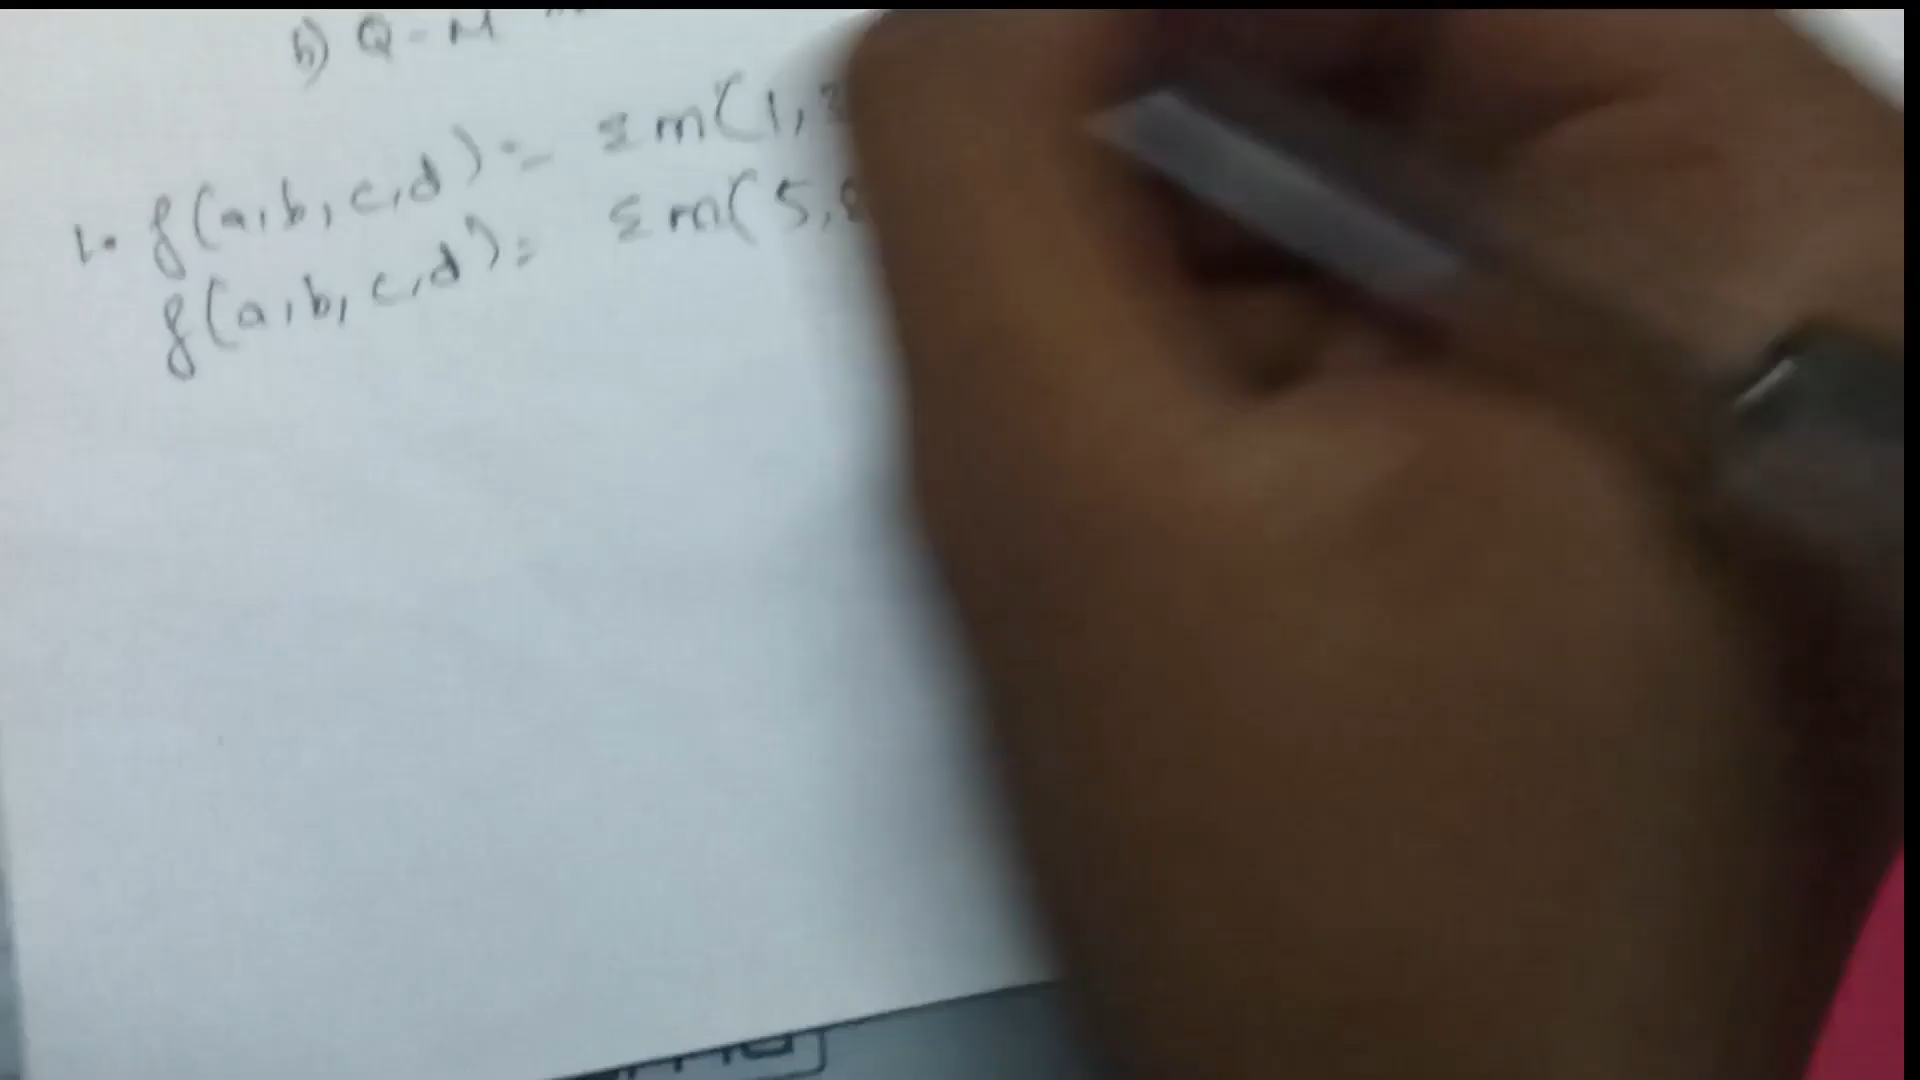 b) Q-M
1. f(a,b,c,d) = Σm(1,
f(a,b,c,d) = Σm(5,